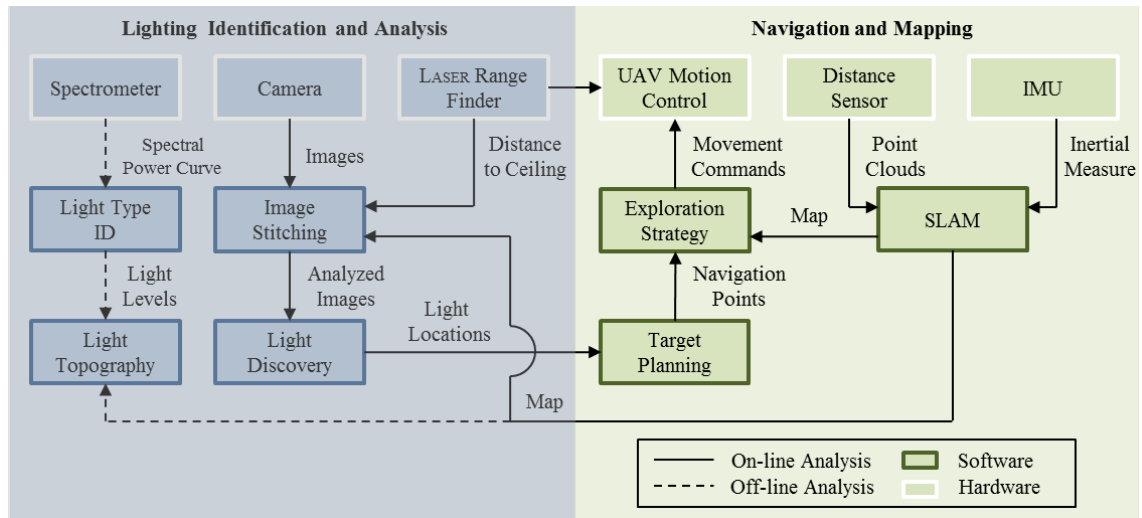 Lighting Identification and Analysis
Navigation and Mapping
Spectrometer
Camera
LASER Range
Finder
UAV Motion
Control
Distance
Sensor
IMU
Spectral
Power Curve
Images
Distance
to Ceiling
Movement
Commands
Point
Clouds
Inertial
Measure
Light Type
ID
Image
Stitching
Exploration
Strategy
Map
SLAM
Light
Levels
Analyzed
Images
Light
Locations
Navigation
Points
Light
Topography
Light
Discovery
Target
Planning
Map
On-line Analysis
Software
Off-line Analysis
Hardware